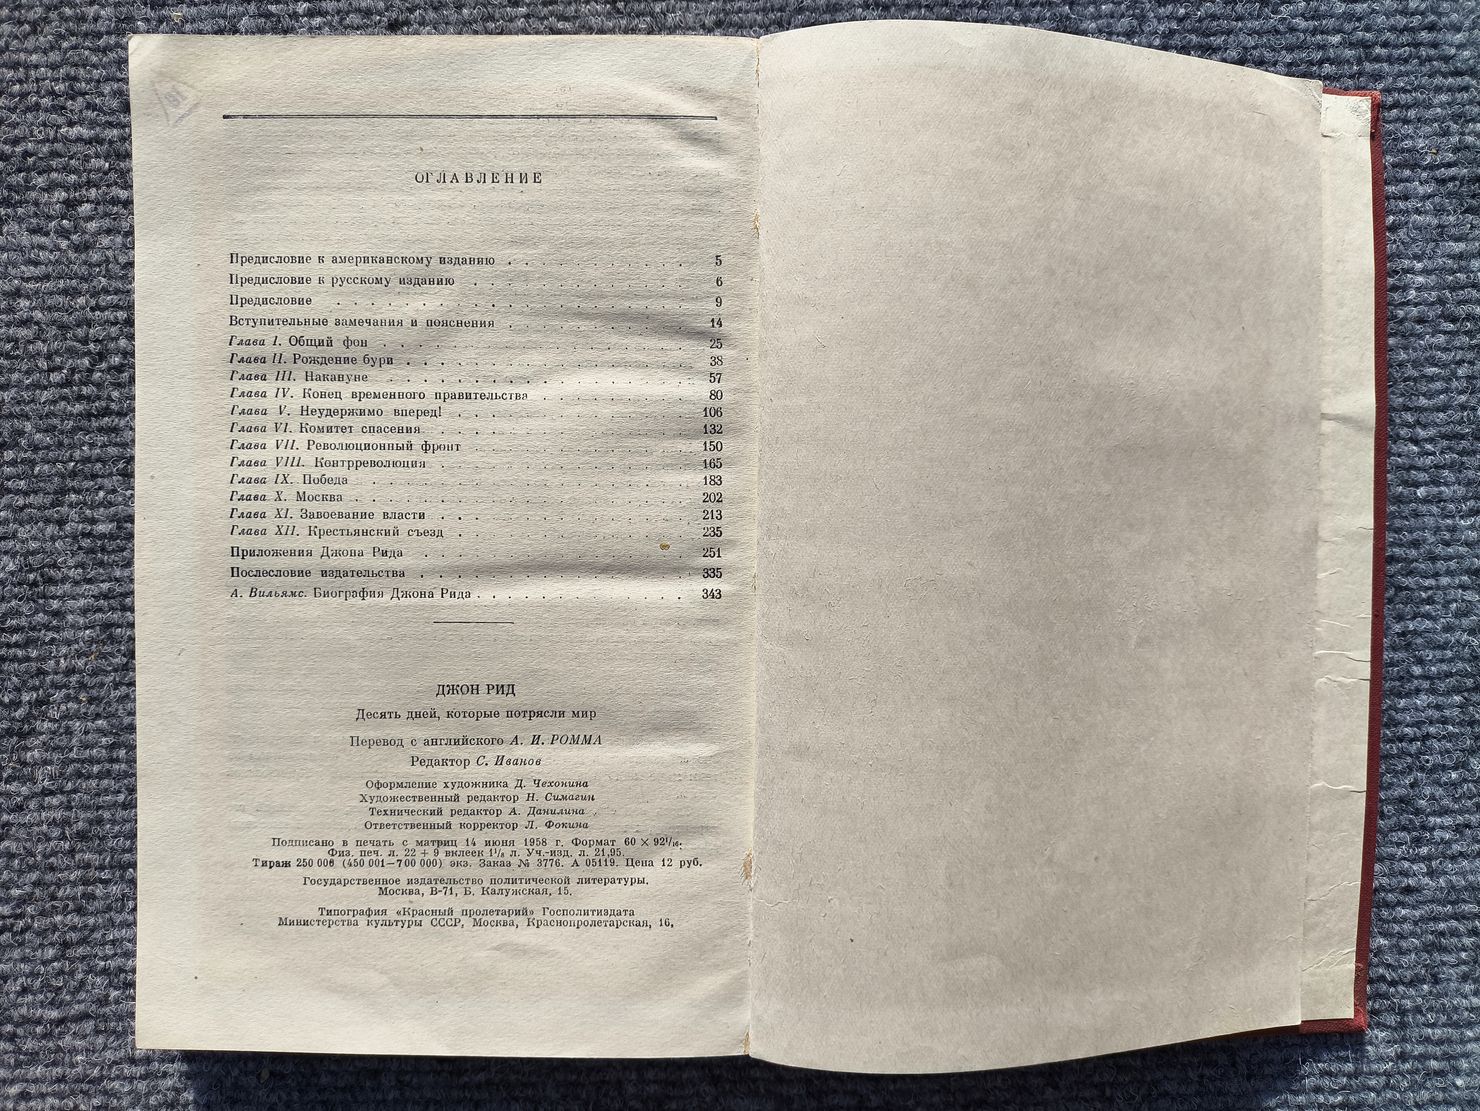 ОГЛАВЛЕНИЕ
Предисловие к американскому изданию . . . . . . . . . . 5
Предисловие к русскому изданию . . . . . . . . . . . 6
Предисловие . . . . . . . . . . . . . . . . . 9
Вступительные замечания и пояснения . . . . . . . . . . 14
Глава I. Общий фон . . . . . . . . . . . . . . . 25
Глава II. Рождение бури . . . . . . . . . . . . . . 38
Глава III. Накануне . . . . . . . . . . . . . . . 57
Глава IV. Конец временного правительства . . . . . . . . 80
Глава V. Неудержимо вперед! . . . . . . . . . . . . 106
Глава VI. Комитет спасения . . . . . . . . . . . . . 132
Глава VII. Революционный фронт . . . . . . . . . . . 150
Глава VIII. Контрреволюция . . . . . . . . . . . . . 165
Глава IX. Победа . . . . . . . . . . . . . . . . 183
Глава X. Москва . . . . . . . . . . . . . . . . 202
Глава XI. Завоевание власти . . . . . . . . . . . . . 213
Глава XII. Крестьянский съезд . . . . . . . . . . . . 235
Приложения Джона Рида . . . . . . . . . . . . . . 251
Послесловие издательства . . . . . . . . . . . . . . 335
А. Вильямс. Биография Джона Рида . . . . . . . . . . . 343
ДЖОН РИД
Десять дней, которые потрясли мир
Перевод с английского А. И. РОММА
Редактор С. Иванов
Оформление художника Д. Чехонина
Художественный редактор Н. Симагин
Технический редактор А. Данилина
Ответственный корректор Л. Фокина
Подписано в печать с матриц 14 июня 1958 г. Формат 60 × 92¹/₁₆.
Физ. печ. л. 22 + 9 вклеек 1¹/₈ л. Уч.-изд. л. 21,95.
Тираж 250 000 (450 001—700 000) экз. Заказ № 3776. А 05119. Цена 12 руб.
Государственное издательство политической литературы.
Москва, В-71, Б. Калужская, 15.
Типография «Красный пролетарий» Госполитиздата
Министерства культуры СССР, Москва, Краснопролетарская, 16.